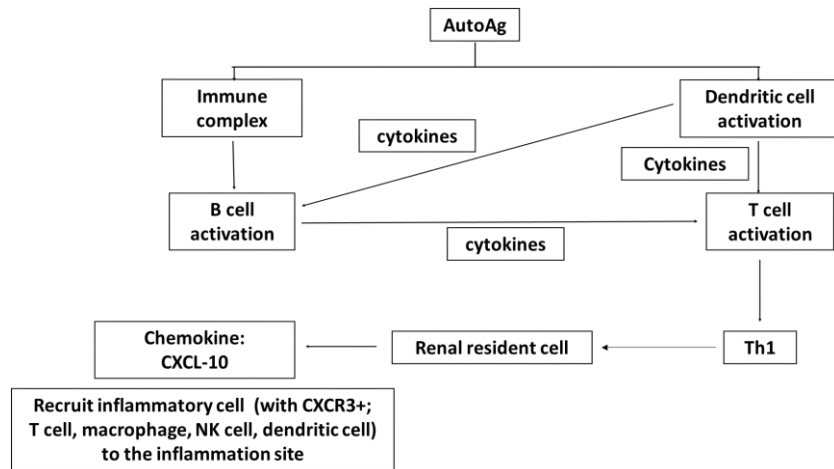 AutoAg
Immune
complex
Dendritic cell
activation
cytokines
Cytokines
B cell
activation
T cell
activation
cytokines
Chemokine:
CXCL-10
Renal resident cell
Th1
Recruit inflammatory cell (with CXCR3+;
T cell, macrophage, NK cell, dendritic cell)
to the inflammation site